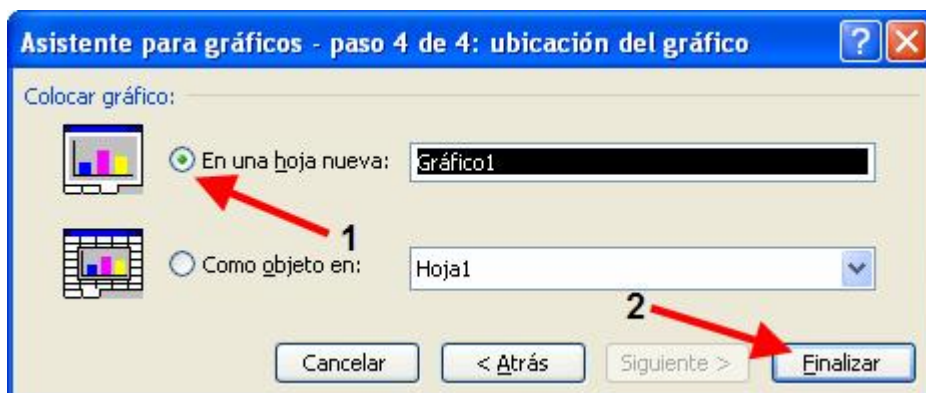 Asistente para gráficos - paso 4 de 4: ubicación del gráfico
Colocar gráfico:
En una hoja nueva: Gráfico1
1
Como objeto en: Hoja1
2
Cancelar < Atrás Siguiente > Finalizar